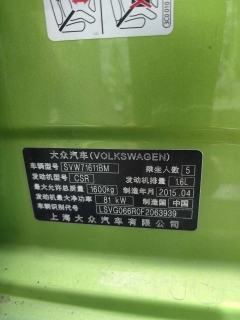 ISO 010
大众汽车(VOLKSWAGEN)
车辆型号 SVW71611BM 乘坐人数 5
发动机型号 CSR 发动机排量 1.6L
最大允许总质量 1600kg 制造年月 2015.04
发动机最大净功率 81 kW 制造国 中国
车辆识别代号 LSVG066R0F2063939
上海大众汽车有限公司